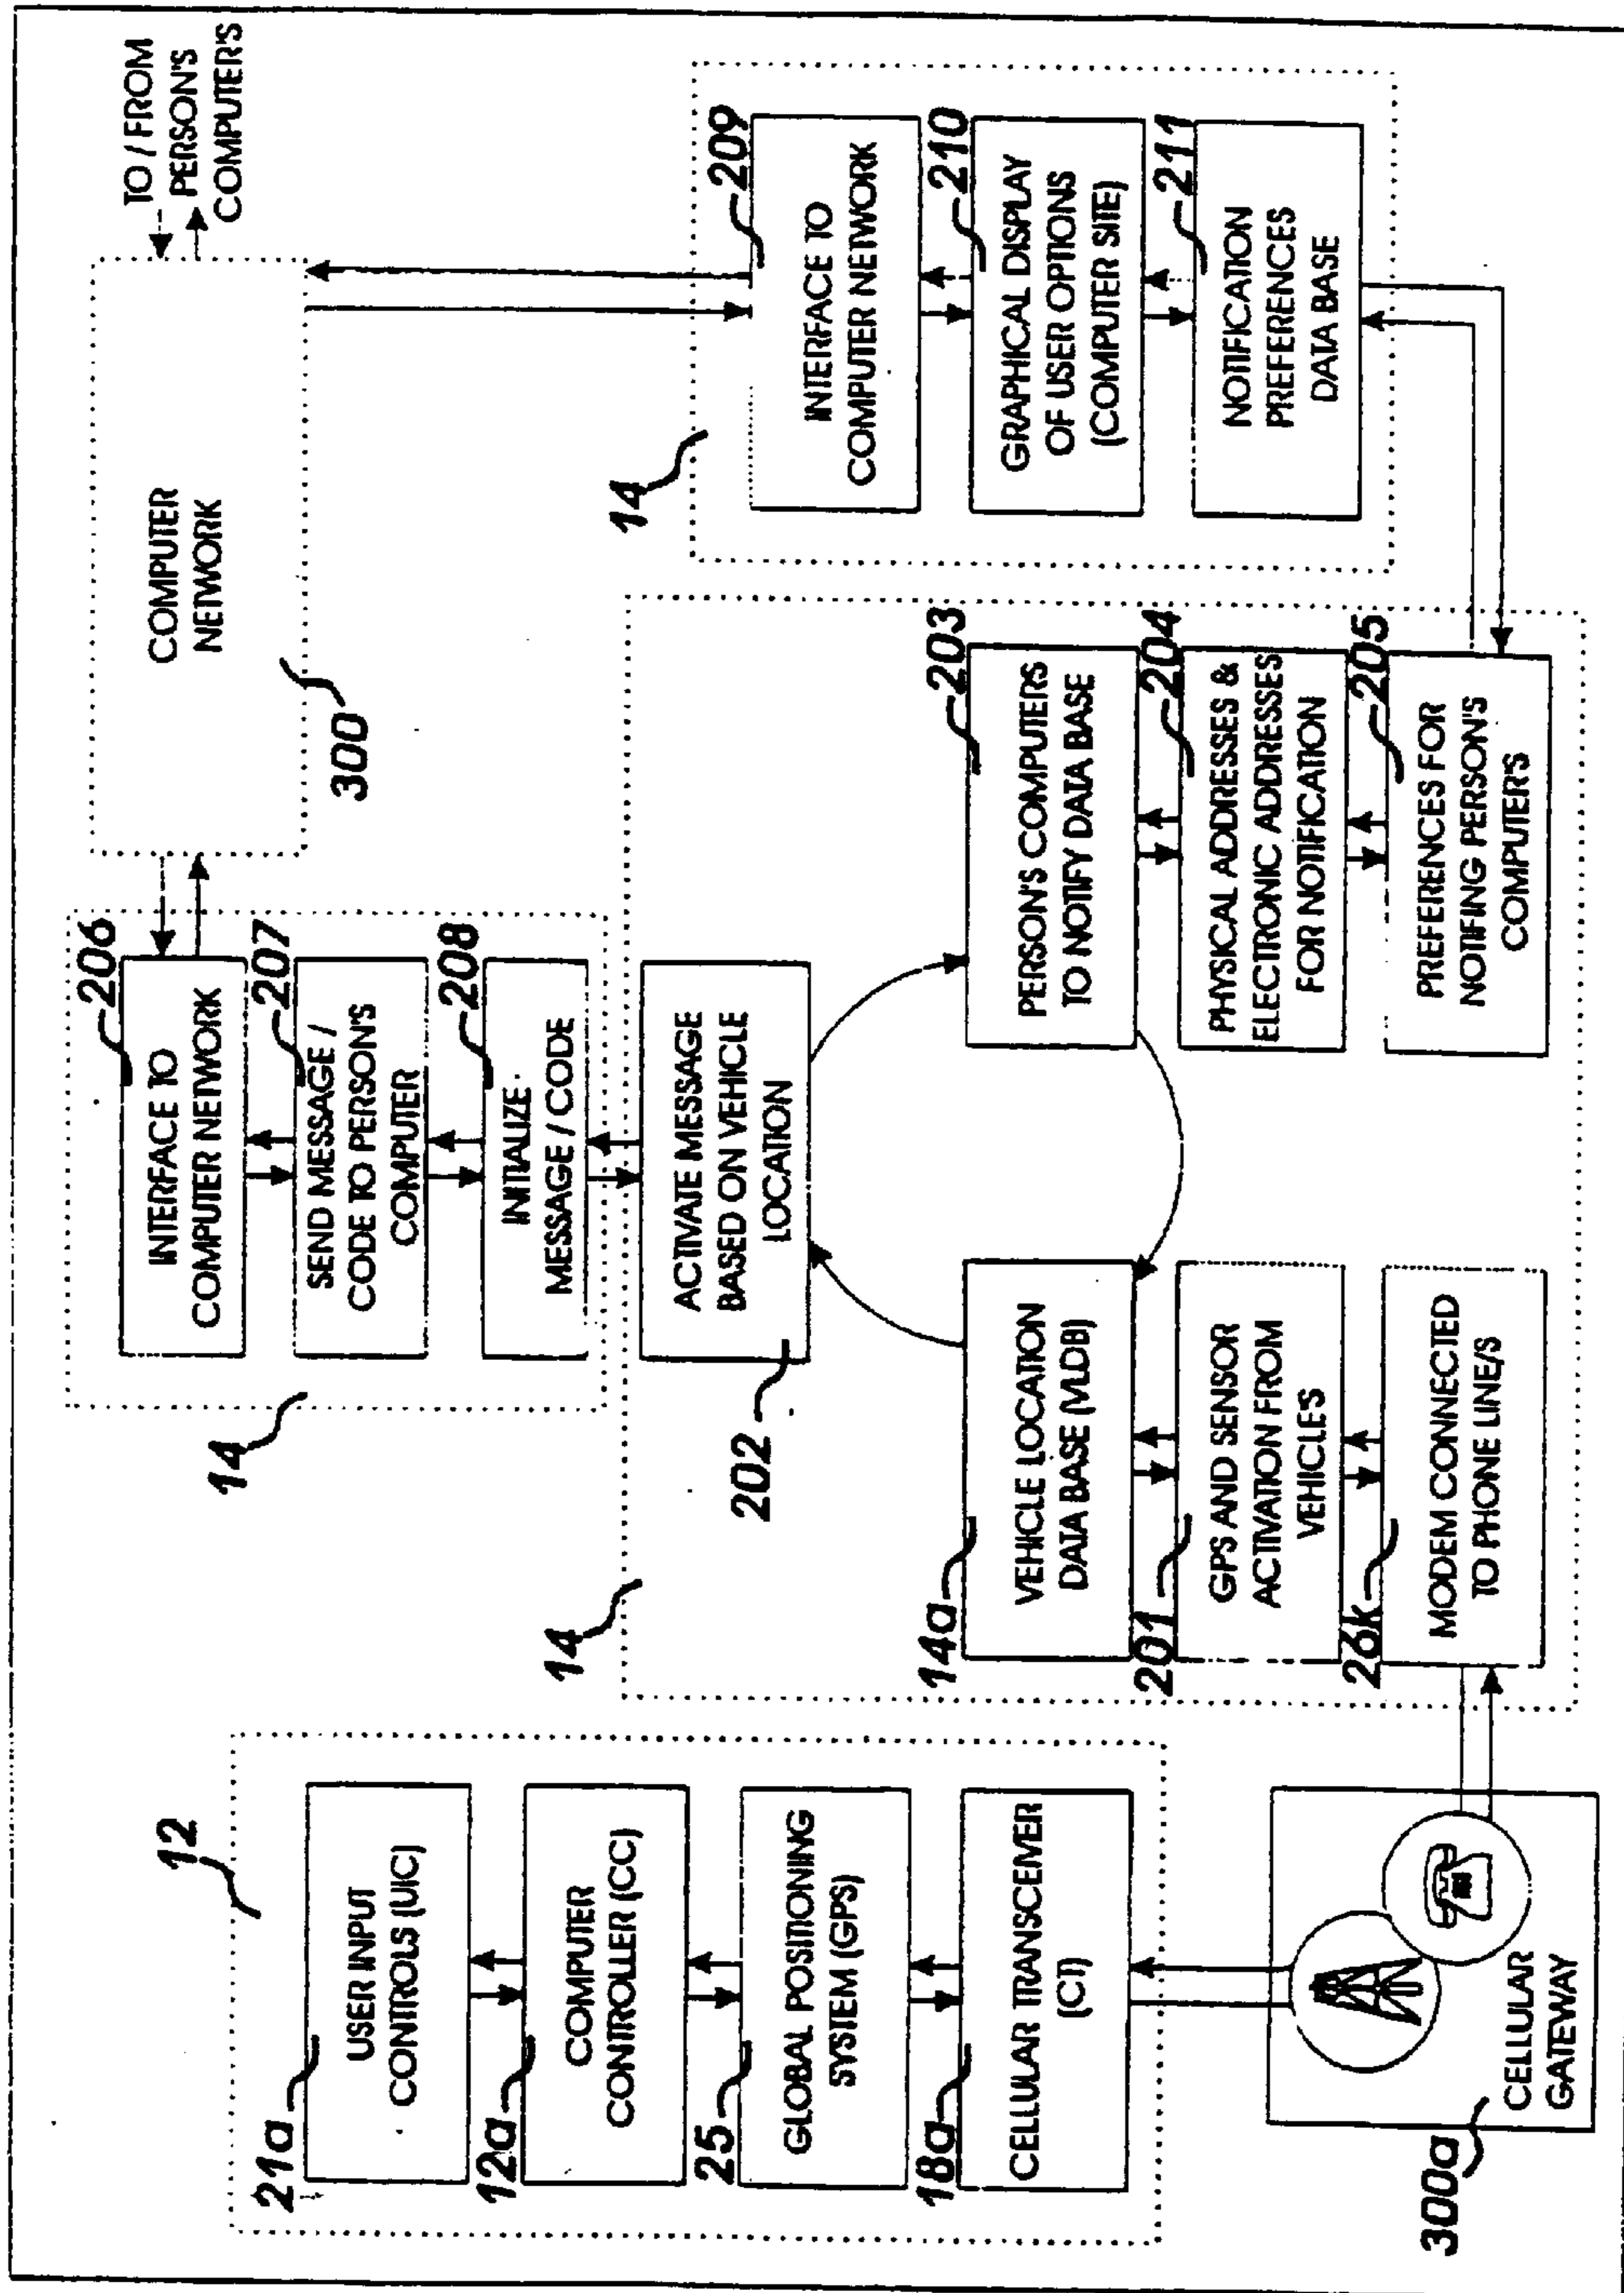 12
21a
USER INPUT
CONTROLS (UIC)
12a
COMPUTER
CONTROLLER (CC)
25
GLOBAL POSITIONING
SYSTEM (GPS)
18a
CELLULAR TRANSCEIVER
(CT)
300a
CELLULAR
GATEWAY
14
206
INTERFACE TO
COMPUTER NETWORK
207
SEND MESSAGE /
CODE TO PERSON'S
COMPUTER
208
INITIALIZE
MESSAGE / CODE
14
202
ACTIVATE MESSAGE
BASED ON VEHICLE
LOCATION
14a
VEHICLE LOCATION
DATA BASE (VLDB)
201
GPS AND SENSOR
ACTIVATION FROM
VEHICLES
26k
MODEM CONNECTED
TO PHONE LINE/S
203
PERSON'S COMPUTERS
TO NOTIFY DATA BASE
204
PHYSICAL ADDRESSES &
ELECTRONIC ADDRESSES
FOR NOTIFICATION
205
PREFERENCES FOR
NOTIFING PERSON'S
COMPUTERS
COMPUTER
NETWORK
300
TO / FROM
PERSON'S
COMPUTER'S
14
209
INTERFACE TO
COMPUTER NETWORK
210
GRAPHICAL DISPLAY
OF USER OPTIONS
(COMPUTER SITE)
211
NOTIFICATION
PREFERENCES
DATA BASE